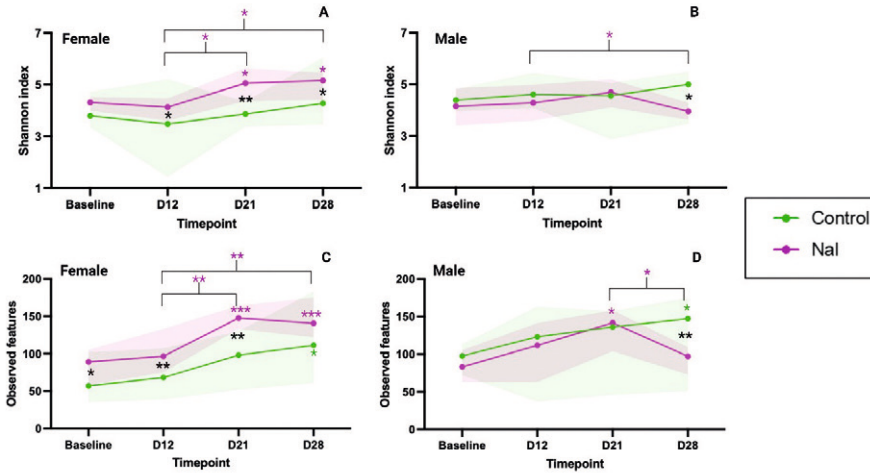 A
Female
*
*
* *
** *
*
7
5
3
1
Shannon index
Baseline D12 D21 D28
Timepoint
B
Male
*
*
7
5
3
1
Shannon index
Baseline D12 D21 D28
Timepoint
Control
Nal
C
Female
**
**
*** ***
**
* ** *
200
150
100
50
0
Observed features
Baseline D12 D21 D28
Timepoint
D
Male
*
* *
**
200
150
100
50
0
Observed features
Baseline D12 D21 D28
Timepoint